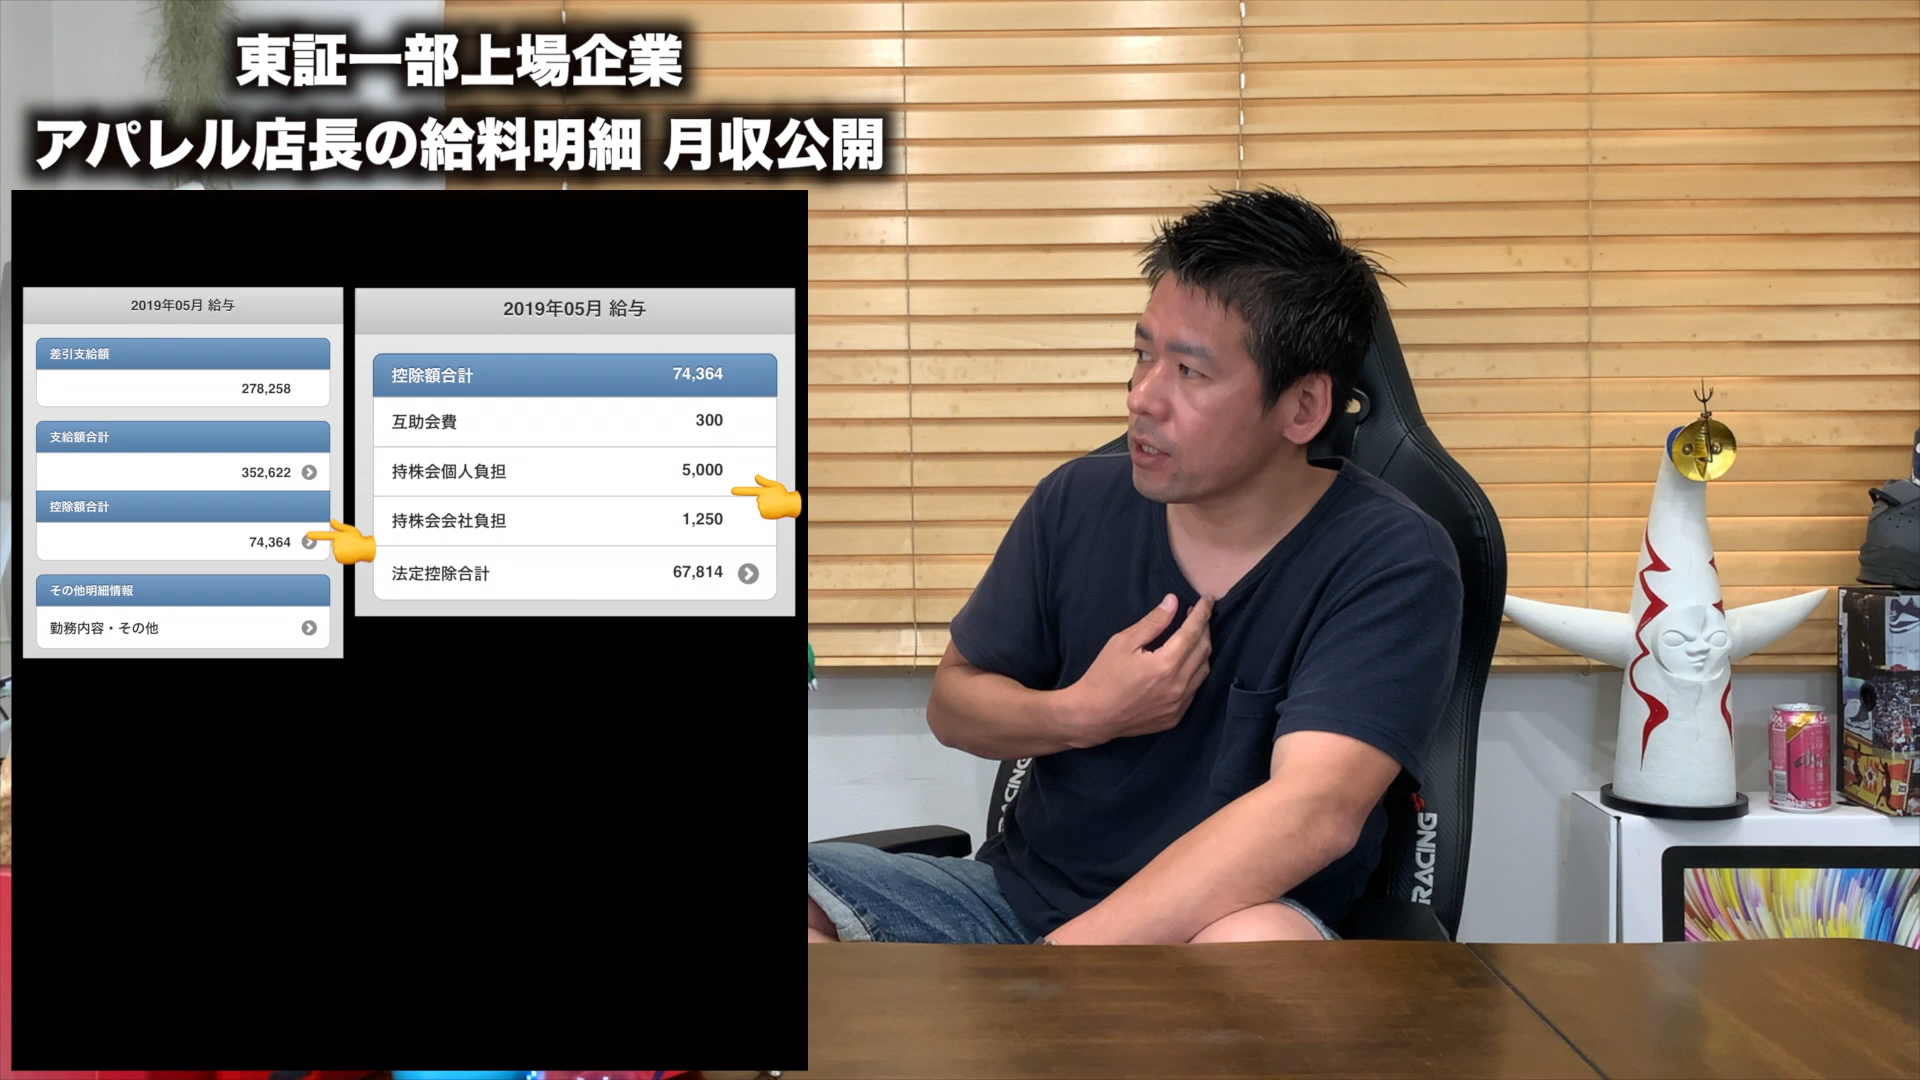 東証一部上場企業
アパレル店長の給料明細 月収公開
2019年05月 給与
差引支給額
278,258
支給額合計
352,622
控除額合計
74,364
その他明細情報
勤務内容・その他
2019年05月 給与
控除額合計 74,364
互助会費 300
持株会個人負担 5,000
持株会会社負担 1,250
法定控除合計 67,814
RACING
RACING